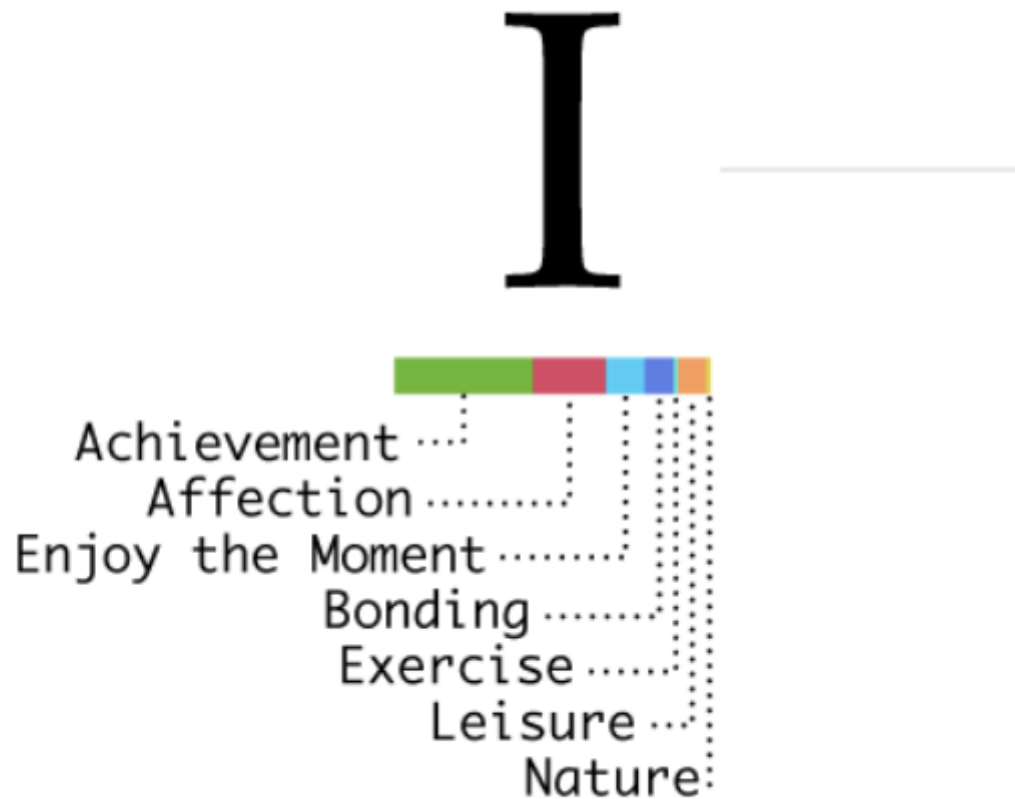 I
Achievement
Affection
Enjoy the Moment
Bonding
Exercise
Leisure
Nature